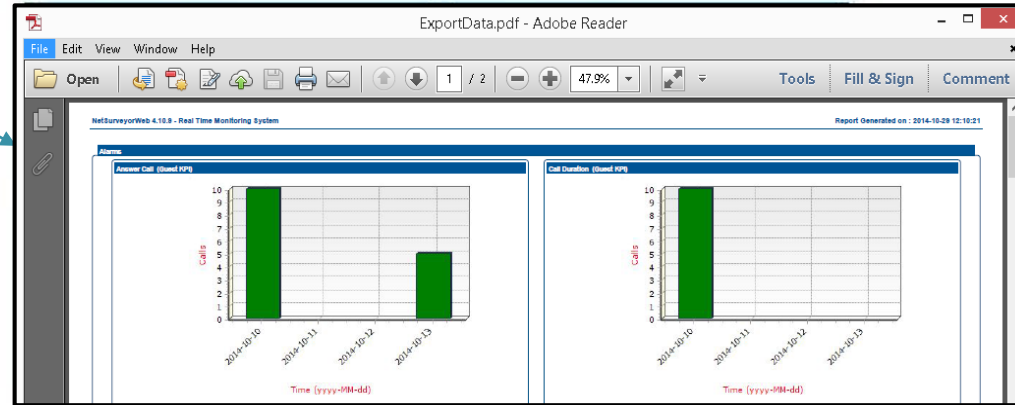 ExportData.pdf - Adobe Reader
File Edit View Window Help
Open 1 / 2 47.9% Tools Fill & Sign Comment
NetSurveyorWeb 4.10.9 - Real Time Monitoring System Report Generated on : 2014-10-29 12:10:21
Alarms
Answer Call (Guest KPI)
10
9
8
7
6
5
4
3
2
1
0
Calls
2014-10-10 2014-10-11 2014-10-12 2014-10-13
Time (yyyy-MM-dd)
Call Duration (Guest KPI)
10
9
8
7
6
5
4
3
2
1
0
Calls
2014-10-10 2014-10-11 2014-10-12 2014-10-13
Time (yyyy-MM-dd)